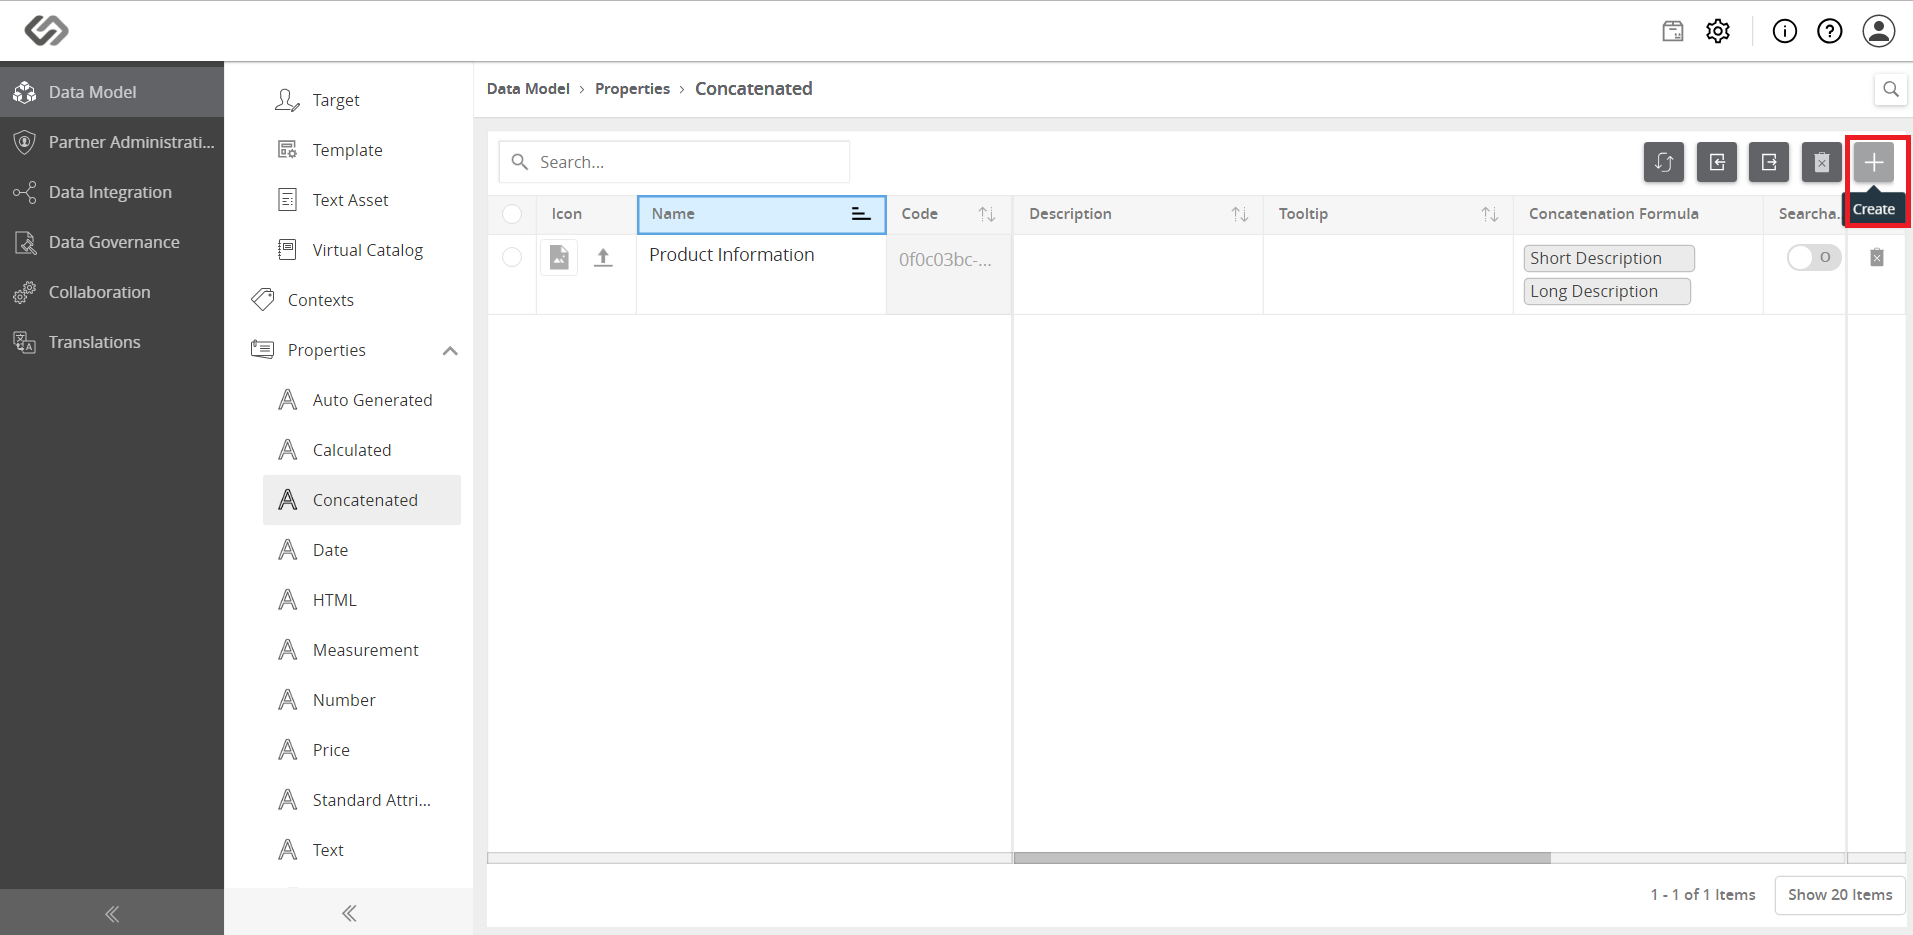 Data Model
Partner Administrati...
Data Integration
Data Governance
Collaboration
Translations
Target
Template
Text Asset
Virtual Catalog
Contexts
Properties
Auto Generated
Calculated
Concatenated
Date
HTML
Measurement
Number
Price
Standard Attri...
Text
Data Model › Properties › Concatenated
Search...
Create
Icon Name Code Description Tooltip Concatenation Formula Searcha.
Product Information 0f0c03bc-... Short Description
Long Description
1 - 1 of 1 Items Show 20 Items